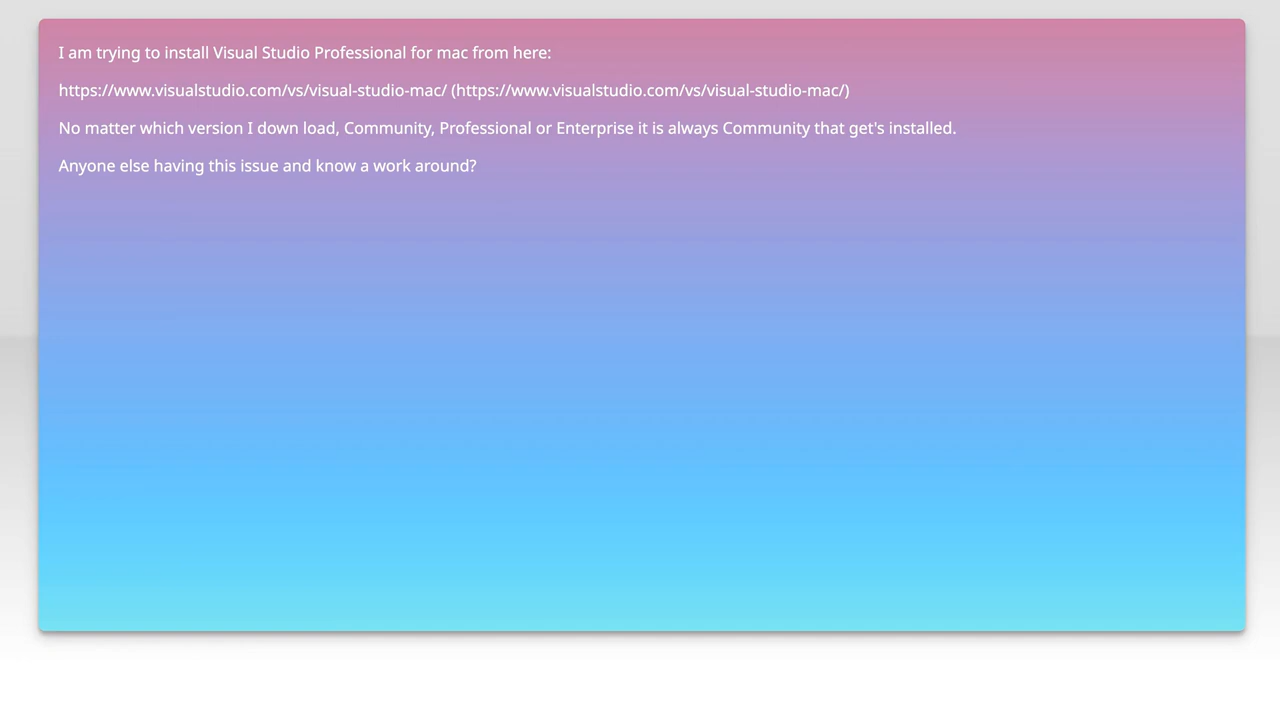 I am trying to install Visual Studio Professional for mac from here:
https://www.visualstudio.com/vs/visual-studio-mac/ (https://www.visualstudio.com/vs/visual-studio-mac/)
No matter which version I down load, Community, Professional or Enterprise it is always Community that get's installed.
Anyone else having this issue and know a work around?